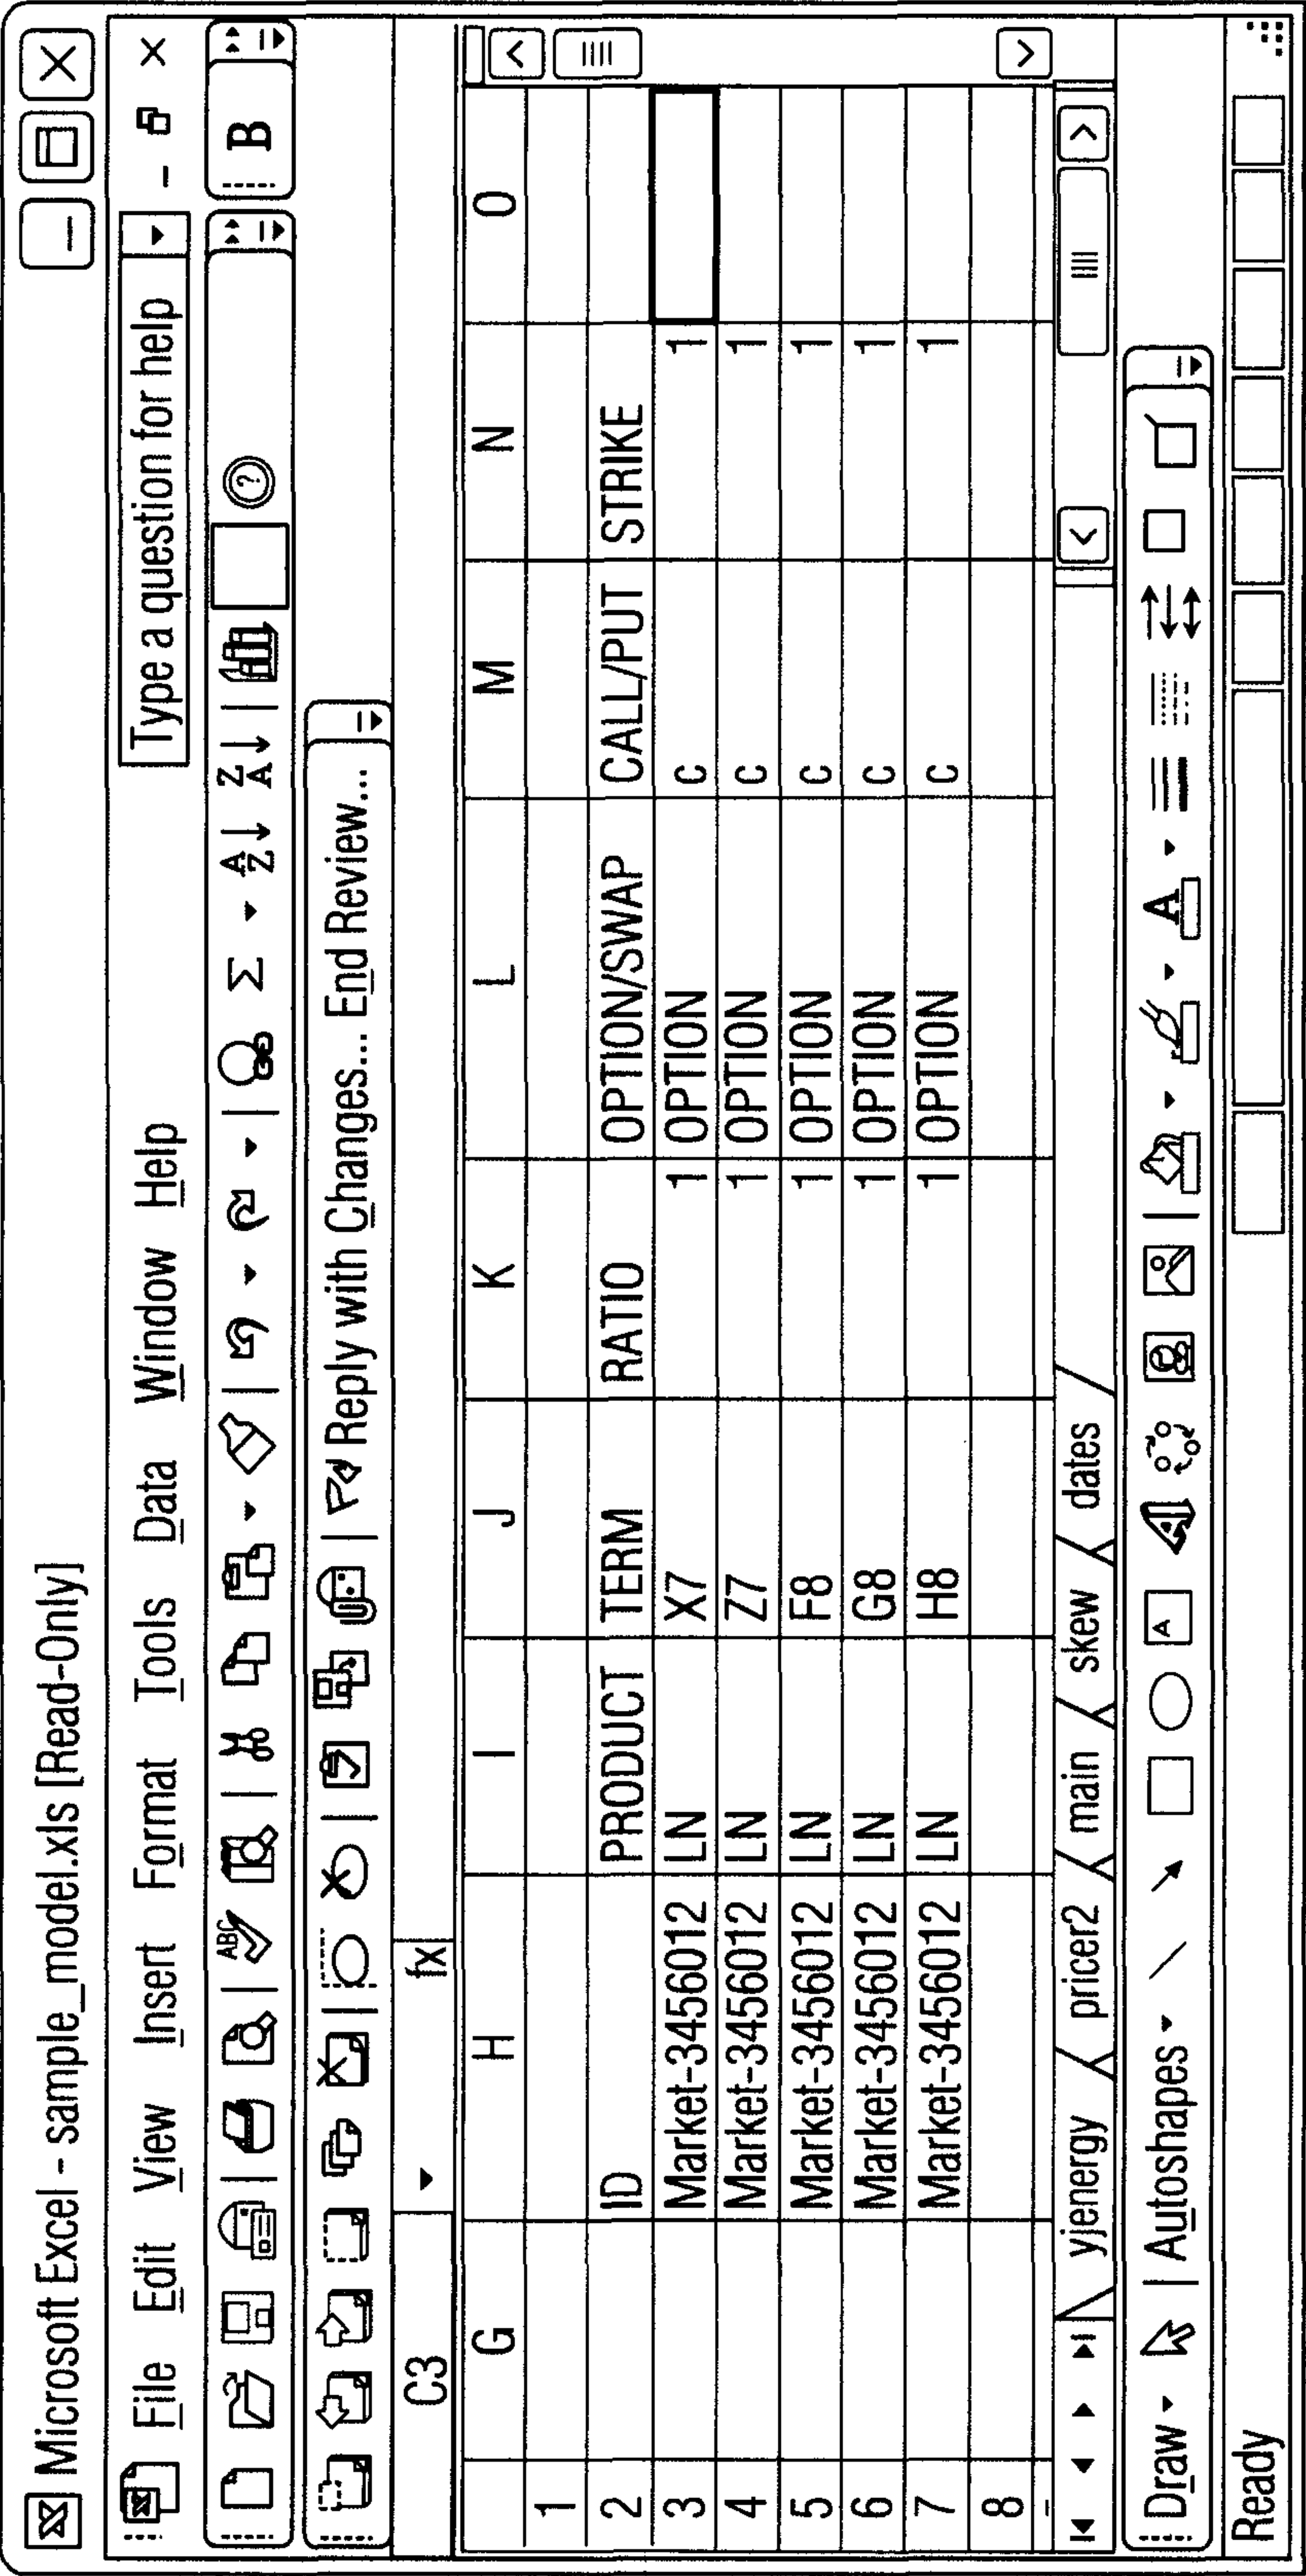 Microsoft Excel - sample_model.xls [Read-Only]
File Edit View Insert Format Tools Data Window Help Type a question for help
ABC Σ A Z Z A ? B
Reply with Changes... End Review...
C3 fx
G H I J K L M N O
1
2 ID PRODUCT TERM RATIO OPTION/SWAP CALL/PUT STRIKE
3 Market-3456012 LN X7 1 OPTION c 1
4 Market-3456012 LN Z7 1 OPTION c 1
5 Market-3456012 LN F8 1 OPTION c 1
6 Market-3456012 LN G8 1 OPTION c 1
7 Market-3456012 LN H8 1 OPTION c 1
8
yjenergy pricer2 main skew dates
Draw Autoshapes A A A
Ready